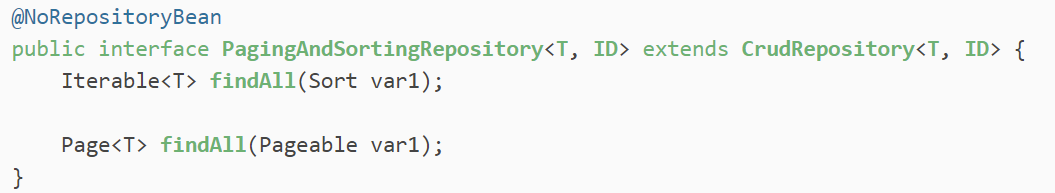 @NoRepositoryBean
public interface PagingAndSortingRepository<T, ID> extends CrudRepository<T, ID> {
    Iterable<T> findAll(Sort var1);

    Page<T> findAll(Pageable var1);
}